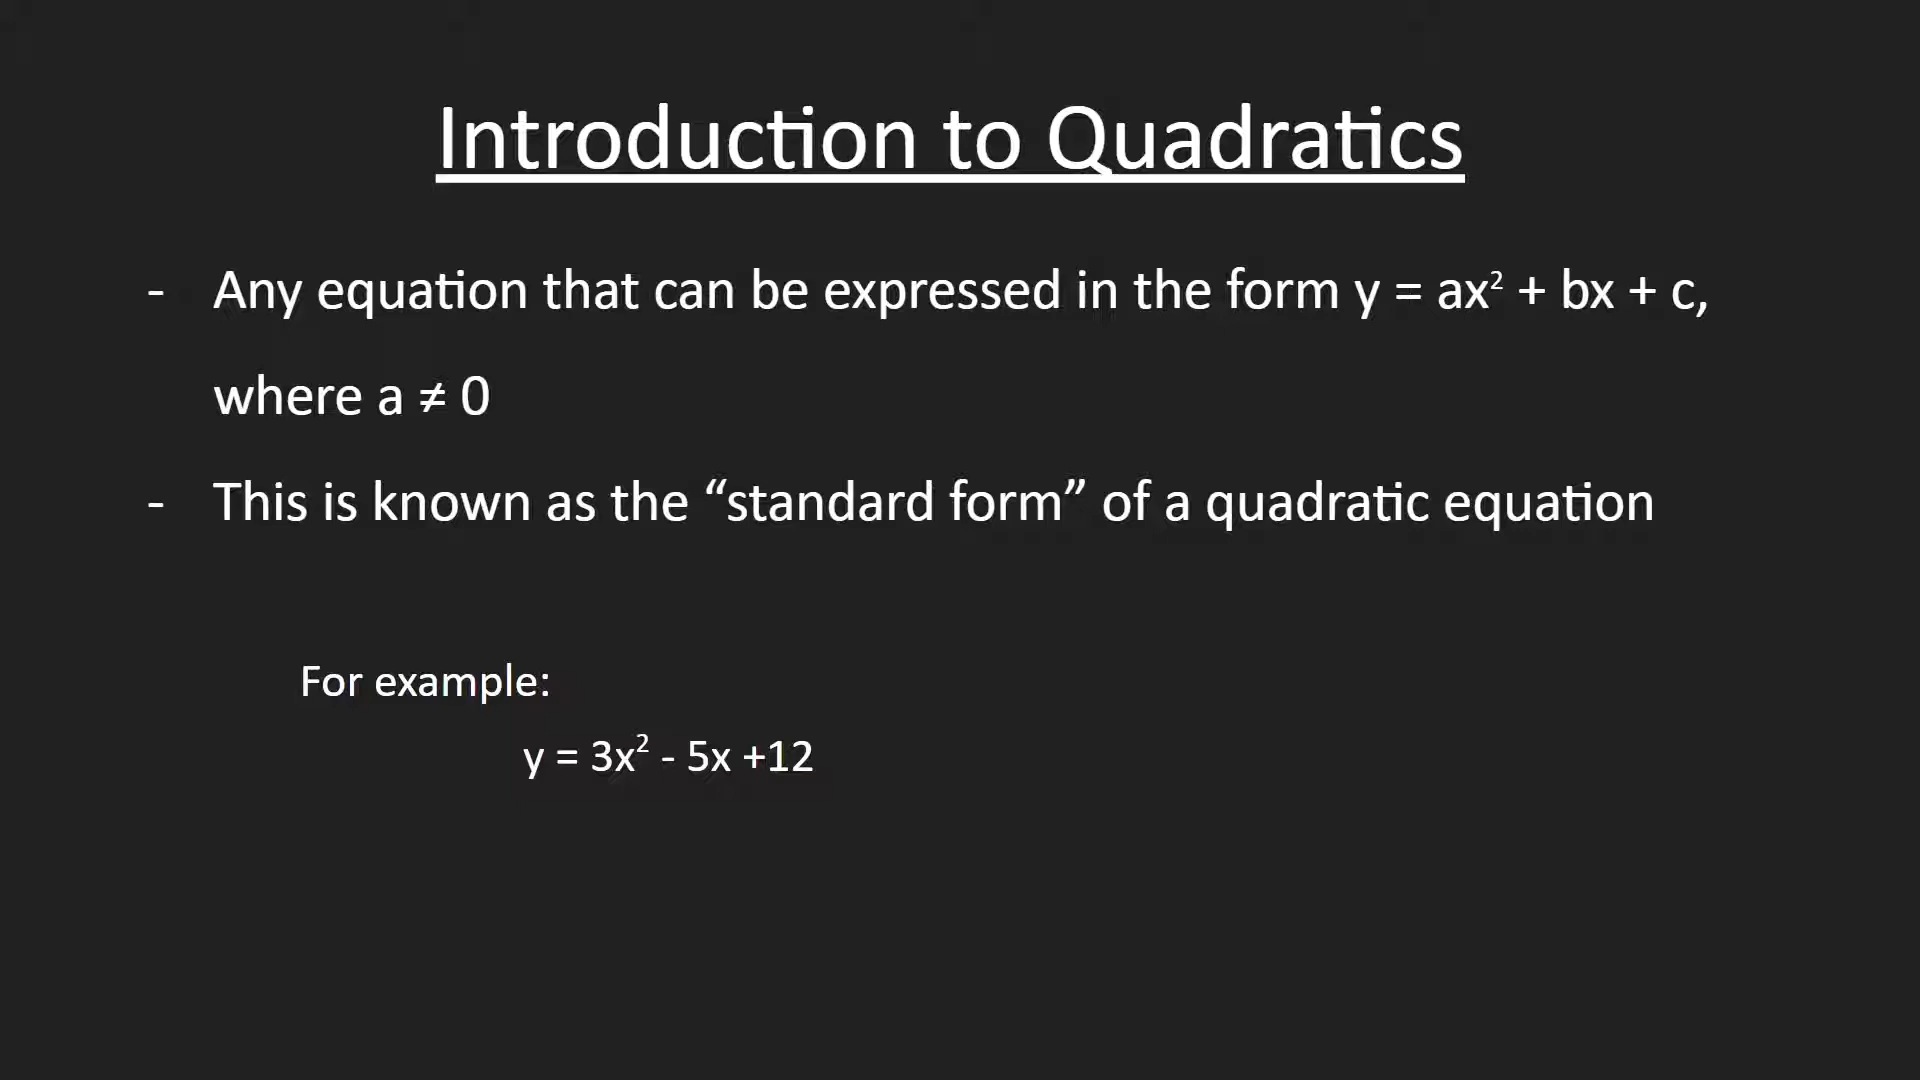 Introduction to Quadratics
- Any equation that can be expressed in the form y = ax² + bx + c,
where a ≠ 0
- This is known as the “standard form” of a quadratic equation
For example:
y = 3x² - 5x +12